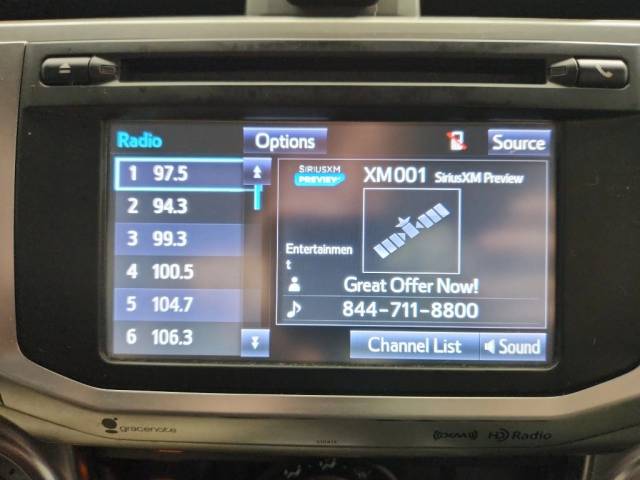 Radio
Options
Source
1 97.5
2 94.3
3 99.3
4 100.5
5 104.7
6 106.3
SIRIUSXM
PREVIEW
XM001 SiriusXM Preview
Entertainmen
t
Great Offer Now!
844-711-8800
Channel List
Sound
gracenote
XM
HD Radio